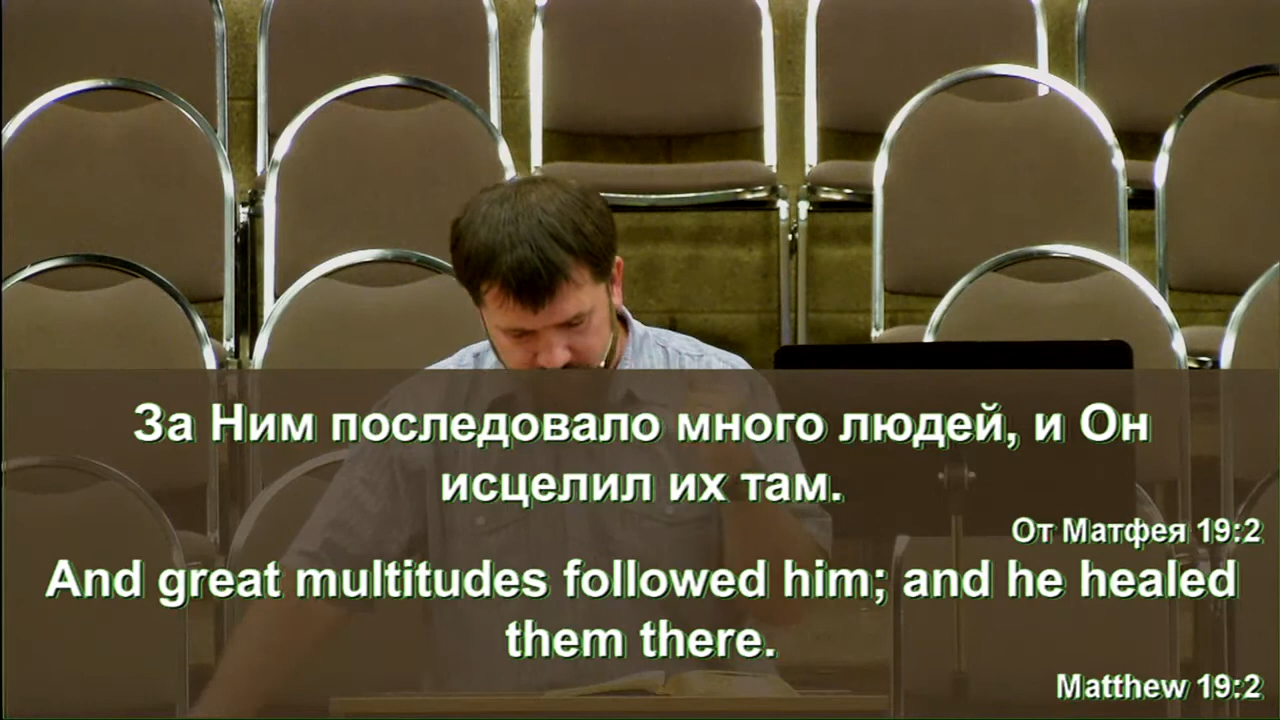 За Ним последовало много людей, и Он
исцелил их там.
От Матфея 19:2
And great multitudes followed him; and he healed
them there.
Matthew 19:2